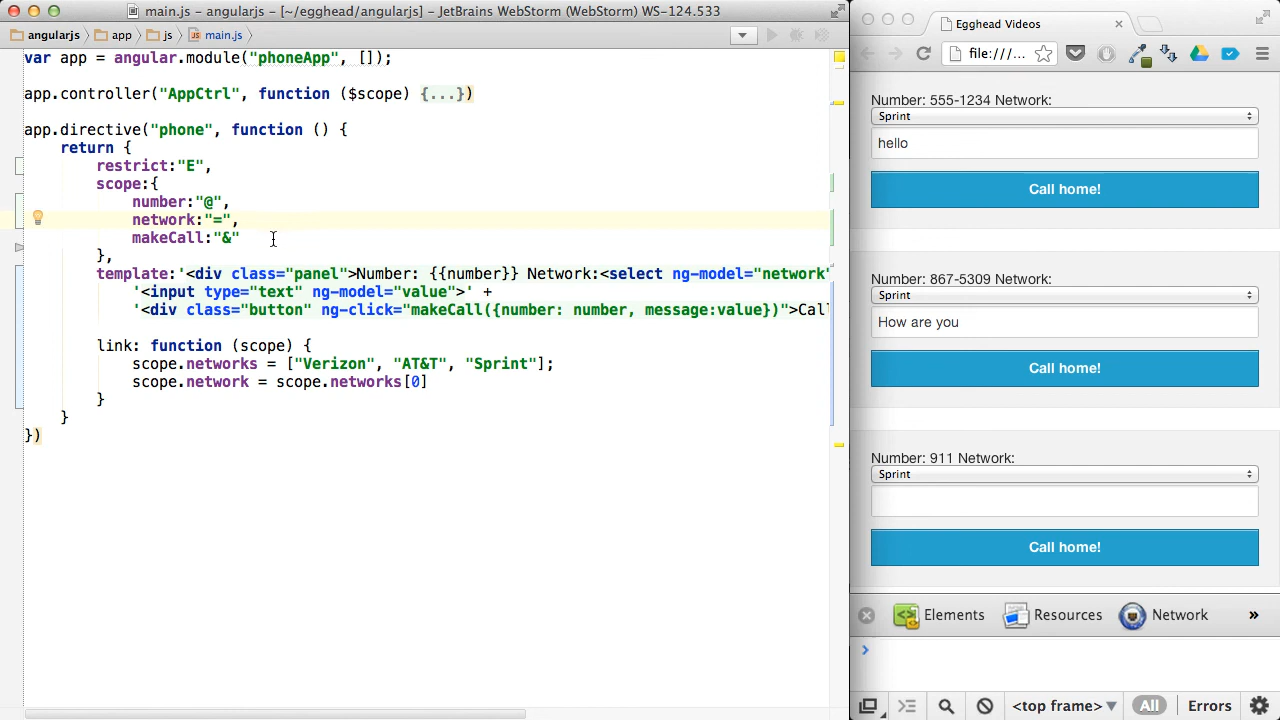 main.js – angularjs – [~/egghead/angularjs] – JetBrains WebStorm (WebStorm) WS-124.533
angularjs app js main.js
var app = angular.module("phoneApp", []);
app.controller("AppCtrl", function ($scope) {...})
app.directive("phone", function () {
return {
restrict:"E",
scope:{
number:"@",
network:"=",
makeCall:"&"
},
template:'<div class="panel">Number: {{number}} Network:<select ng-model="network"
'<input type="text" ng-model="value">' +
'<div class="button" ng-click="makeCall({number: number, message:value})">Cal
link: function (scope) {
scope.networks = ["Verizon", "AT&T", "Sprint"];
scope.network = scope.networks[0]
}
}
})
Egghead Videos
file:///...
Number: 555-1234 Network:
Sprint
hello
Call home!
Number: 867-5309 Network:
Sprint
How are you
Call home!
Number: 911 Network:
Sprint
Call home!
Elements Resources Network »
<top frame> All Errors